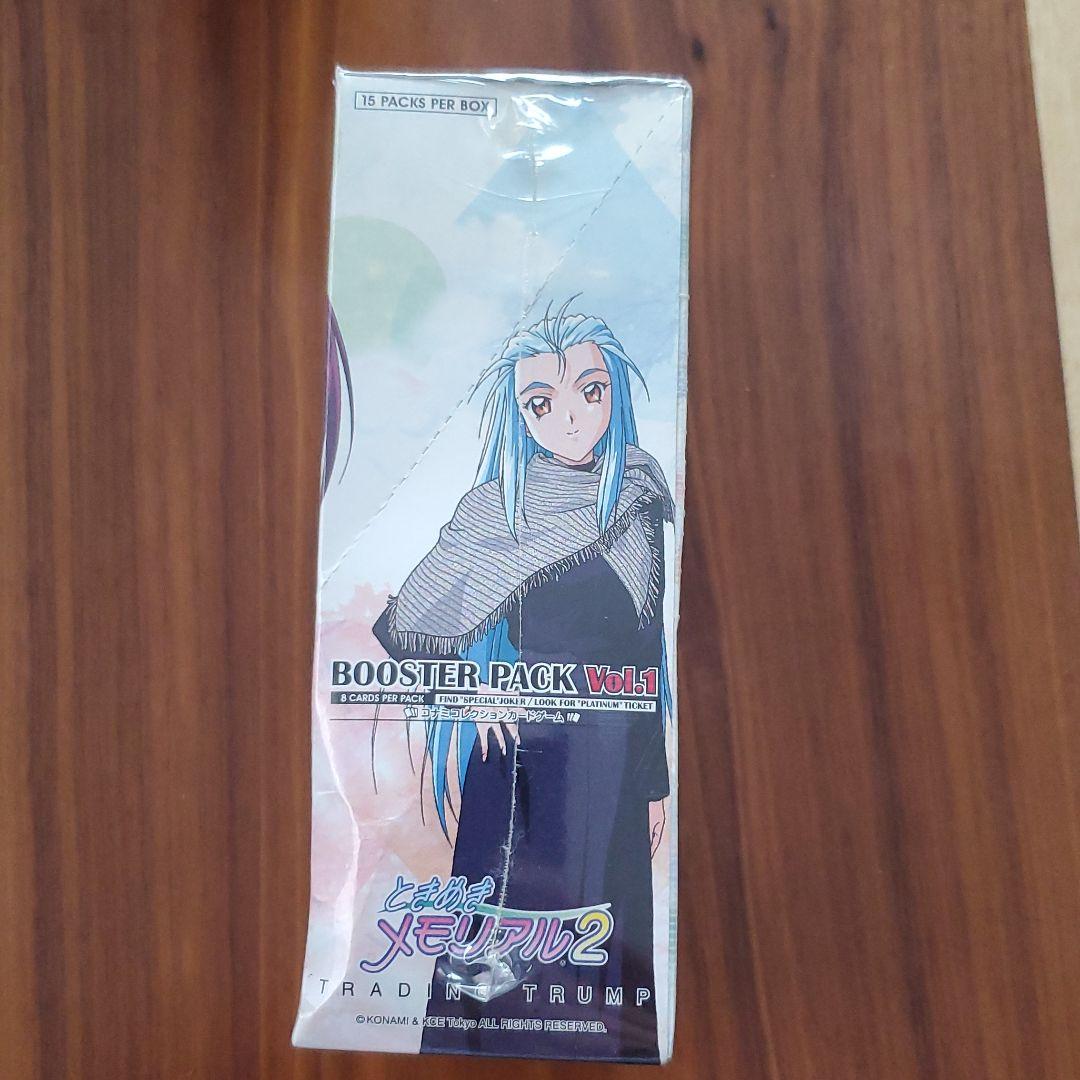 15 PACKS PER BOX
BOOSTER PACK Vol.1
8 CARDS PER PACK FIND "SPECIAL" JOKER / LOOK FOR "PLATINUM" TICKET
コナミコレクションカードゲーム
ときめき
メモリアル2
TRADING TRUMP
©KONAMI & KCE Tokyo ALL RIGHTS RESERVED.